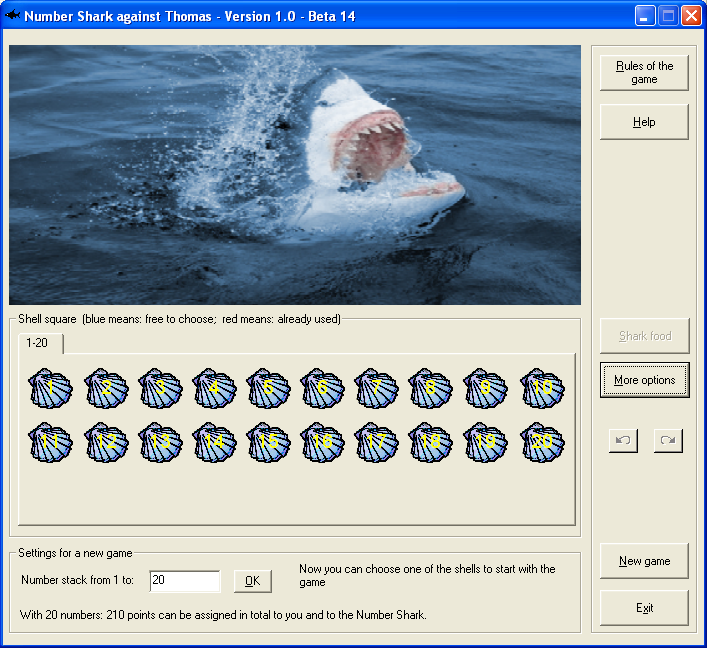 Number Shark against Thomas - Version 1.0 - Beta 14
Rules of the
game
Help
Shell square (blue means: free to choose; red means: already used)
1-20
1 2 3 4 5 6 7 8 9 10
11 12 13 14 15 16 17 18 19 20
Shark food
More options
Settings for a new game
Number stack from 1 to: 20 OK
Now you can choose one of the shells to start with the
game
With 20 numbers: 210 points can be assigned in total to you and to the Number Shark.
New game
Exit